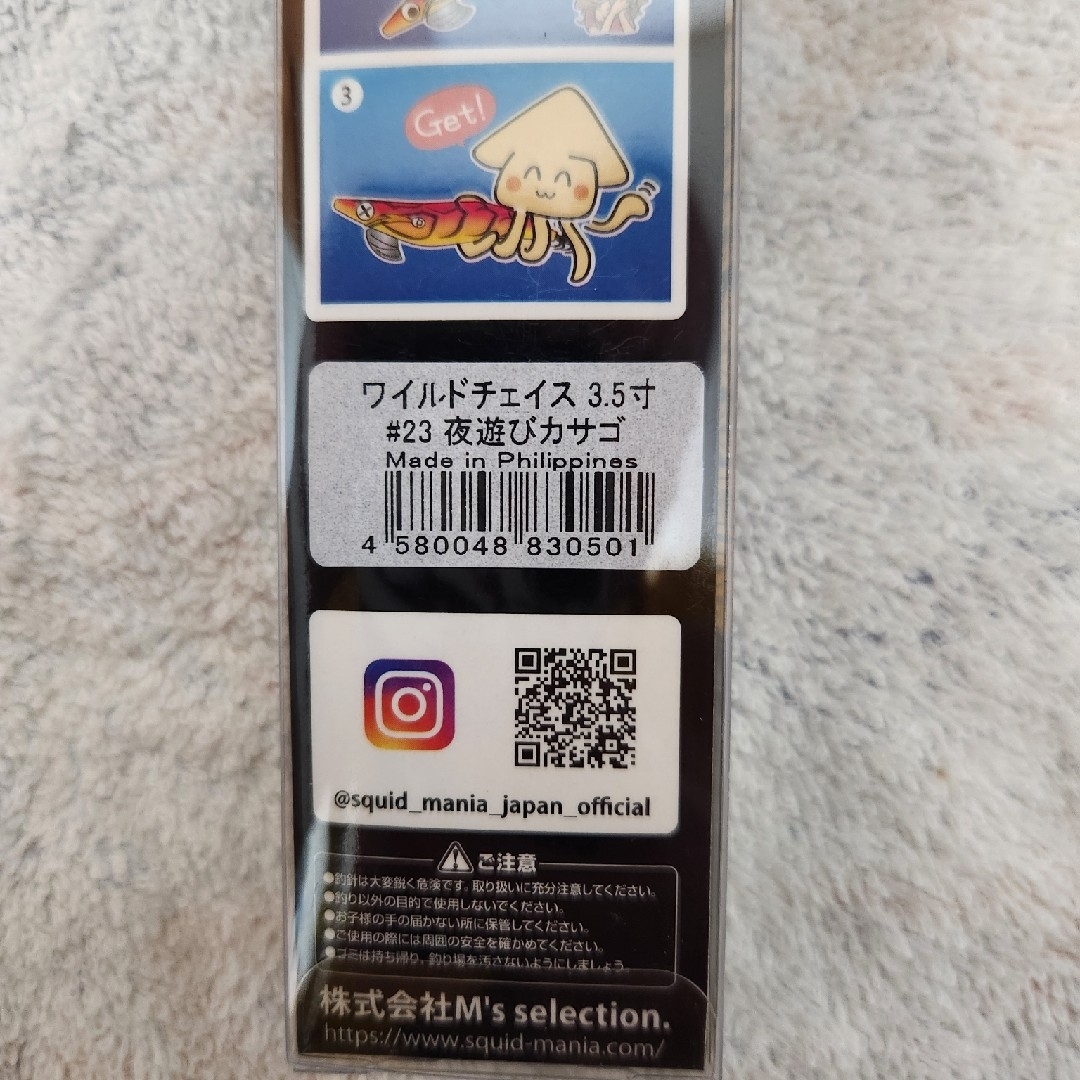 3
Get!
ワイルドチェイス 3.5寸
#23 夜遊びカサゴ
Made in Philippines
4 580048 830501
@squid_mania_japan_official
ご注意
●釣針は大変鋭く危険です。取り扱いに充分注意してください。
●釣り以外の目的で使用しないでください。
●お子様の手の届かない所に保管してください。
●ご使用の際には周囲の安全を確かめてください。
●ゴミは持ち帰り、釣り場を汚さないようにしましょう。
株式会社M's selection.
https://www.squid-mania.com/